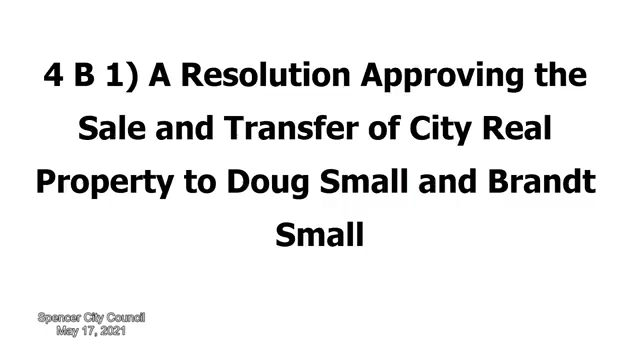 4 B 1) A Resolution Approving the
Sale and Transfer of City Real
Property to Doug Small and Brandt
Small
Spencer City Council
May 17, 2021